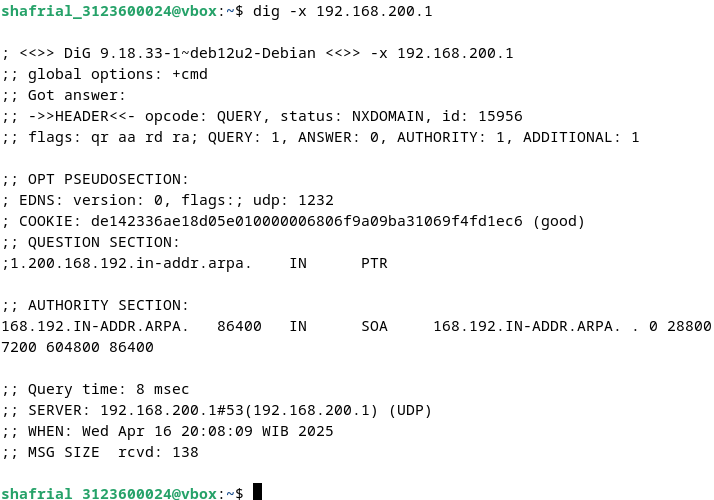 shafrial_3123600024@vbox:~$ dig -x 192.168.200.1

; <<>> DiG 9.18.33-1~deb12u2-Debian <<>> -x 192.168.200.1
;; global options: +cmd
;; Got answer:
;; ->>HEADER<<- opcode: QUERY, status: NXDOMAIN, id: 15956
;; flags: qr aa rd ra; QUERY: 1, ANSWER: 0, AUTHORITY: 1, ADDITIONAL: 1

;; OPT PSEUDOSECTION:
; EDNS: version: 0, flags:; udp: 1232
; COOKIE: de142336ae18d05e010000006806f9a09ba31069f4fd1ec6 (good)
;; QUESTION SECTION:
;1.200.168.192.in-addr.arpa.    IN      PTR

;; AUTHORITY SECTION:
168.192.IN-ADDR.ARPA.   86400   IN      SOA     168.192.IN-ADDR.ARPA. . 0 28800
7200 604800 86400

;; Query time: 8 msec
;; SERVER: 192.168.200.1#53(192.168.200.1) (UDP)
;; WHEN: Wed Apr 16 20:08:09 WIB 2025
;; MSG SIZE  rcvd: 138

shafrial_3123600024@vbox:~$